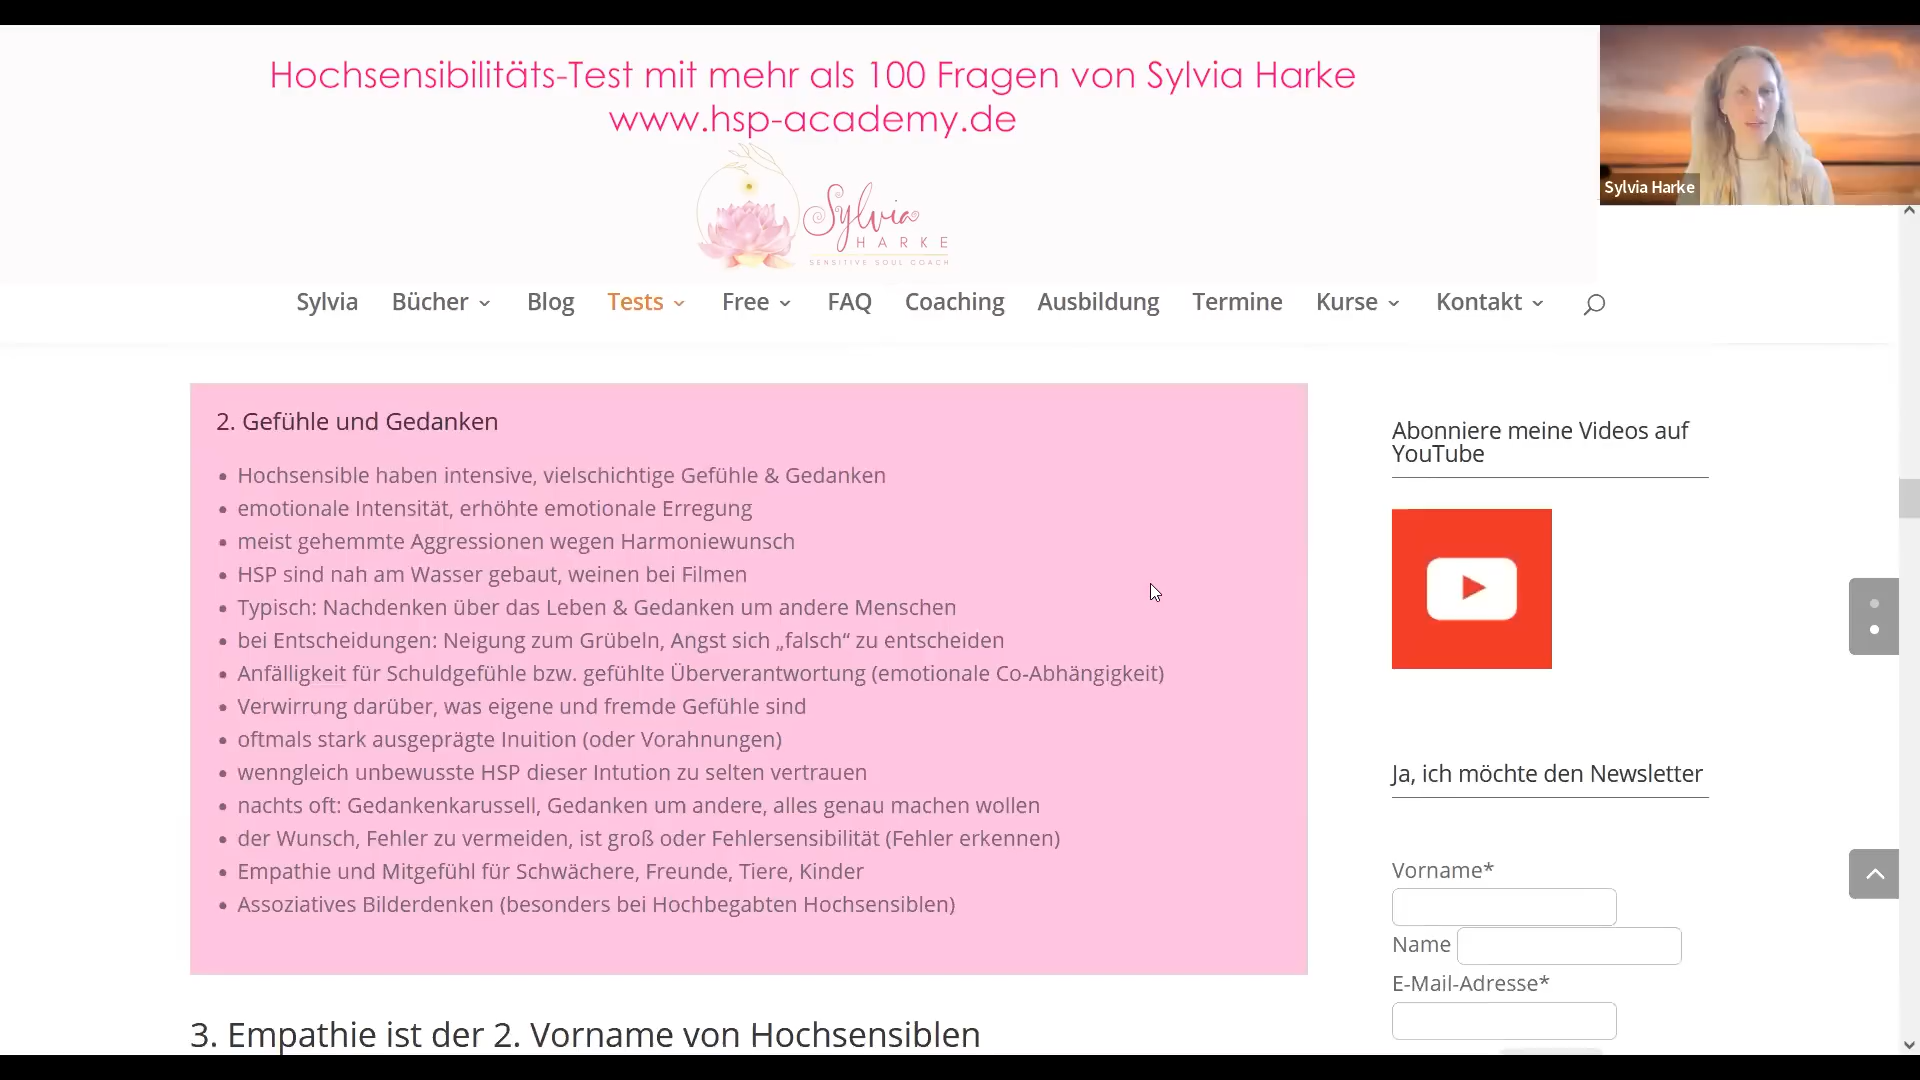 Hochsensibilitäts-Test mit mehr als 100 Fragen von Sylvia Harke
www.hsp-academy.de
Sylvia
HARKE
SENSITIVE SOUL COACH
Sylvia Harke
Sylvia Bücher Blog Tests Free FAQ Coaching Ausbildung Termine Kurse Kontakt
2. Gefühle und Gedanken
• Hochsensible haben intensive, vielschichtige Gefühle & Gedanken
• emotionale Intensität, erhöhte emotionale Erregung
• meist gehemmte Aggressionen wegen Harmoniewunsch
• HSP sind nah am Wasser gebaut, weinen bei Filmen
• Typisch: Nachdenken über das Leben & Gedanken um andere Menschen
• bei Entscheidungen: Neigung zum Grübeln, Angst sich „falsch“ zu entscheiden
• Anfälligkeit für Schuldgefühle bzw. gefühlte Überverantwortung (emotionale Co-Abhängigkeit)
• Verwirrung darüber, was eigene und fremde Gefühle sind
• oftmals stark ausgeprägte Inuition (oder Vorahnungen)
• wenngleich unbewusste HSP dieser Intution zu selten vertrauen
• nachts oft: Gedankenkarussell, Gedanken um andere, alles genau machen wollen
• der Wunsch, Fehler zu vermeiden, ist groß oder Fehlersensibilität (Fehler erkennen)
• Empathie und Mitgefühl für Schwächere, Freunde, Tiere, Kinder
• Assoziatives Bilderdenken (besonders bei Hochbegabten Hochsensiblen)
3. Empathie ist der 2. Vorname von Hochsensiblen
Abonniere meine Videos auf
YouTube
Ja, ich möchte den Newsletter
Vorname*
Name
E-Mail-Adresse*